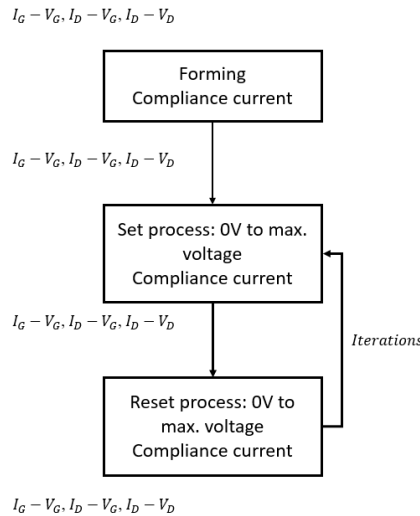 I_G − V_G, I_D − V_G, I_D − V_D
Forming
Compliance current
I_G − V_G, I_D − V_G, I_D − V_D
Set process: 0V to max.
voltage
Compliance current
I_G − V_G, I_D − V_G, I_D − V_D
Iterations
Reset process: 0V to
max. voltage
Compliance current
I_G − V_G, I_D − V_G, I_D − V_D